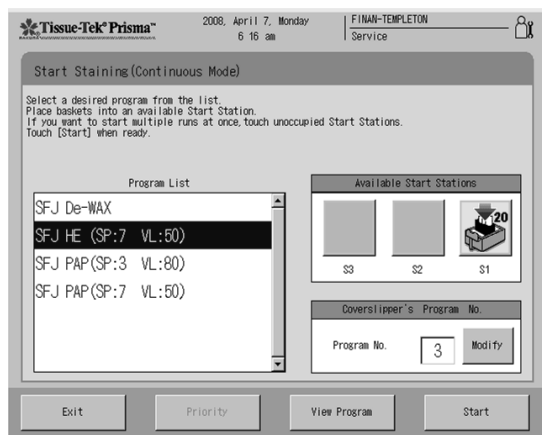 Tissue-Tek® Prisma™
2008, April 7, Monday
6 16 am
FINAN-TEMPLETON
Service
Start Staining(Continuous Mode)
Select a desired program from the list.
Place baskets into an available Start Station.
If you want to start multiple runs at once, touch unoccupied Start Stations.
Touch [Start] when ready.
Program List
SFJ De-WAX
SFJ HE (SP:7 VL:50)
SFJ PAP(SP:3 VL:80)
SFJ PAP(SP:7 VL:50)
Available Start Stations
20
S3 S2 S1
Coverslipper's Program No.
Program No. 3 Modify
Exit Priority View Program Start